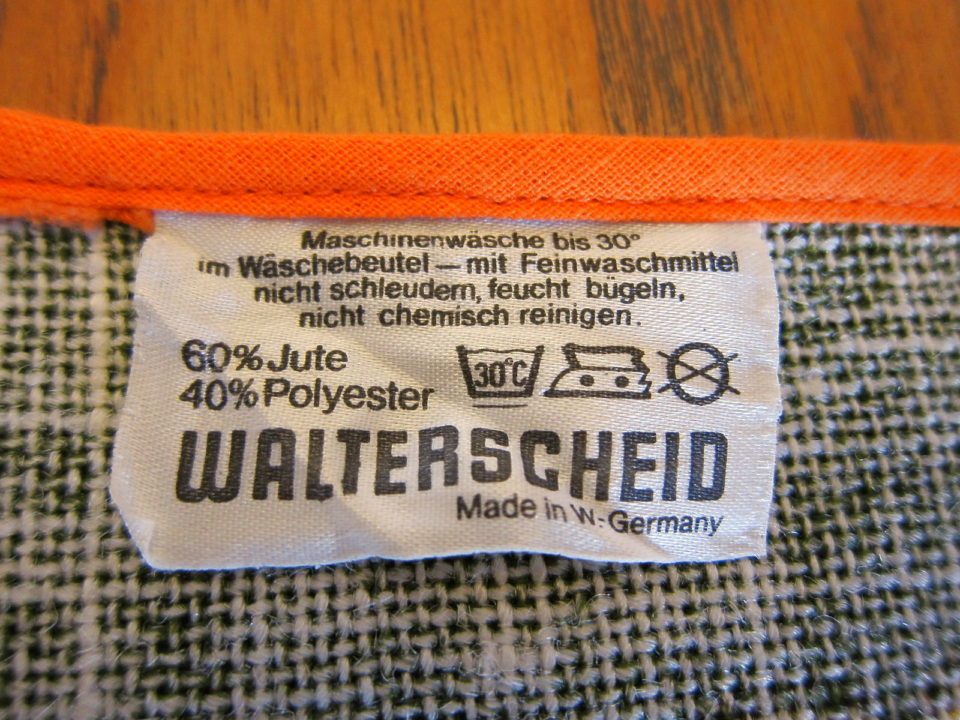 Maschinenwäsche bis 30°
im Wäschebeutel — mit Feinwaschmittel
nicht schleudern, feucht bügeln,
nicht chemisch reinigen.
60% Jute
40% Polyester
30°C
WALTERSCHEID
Made in W.-Germany